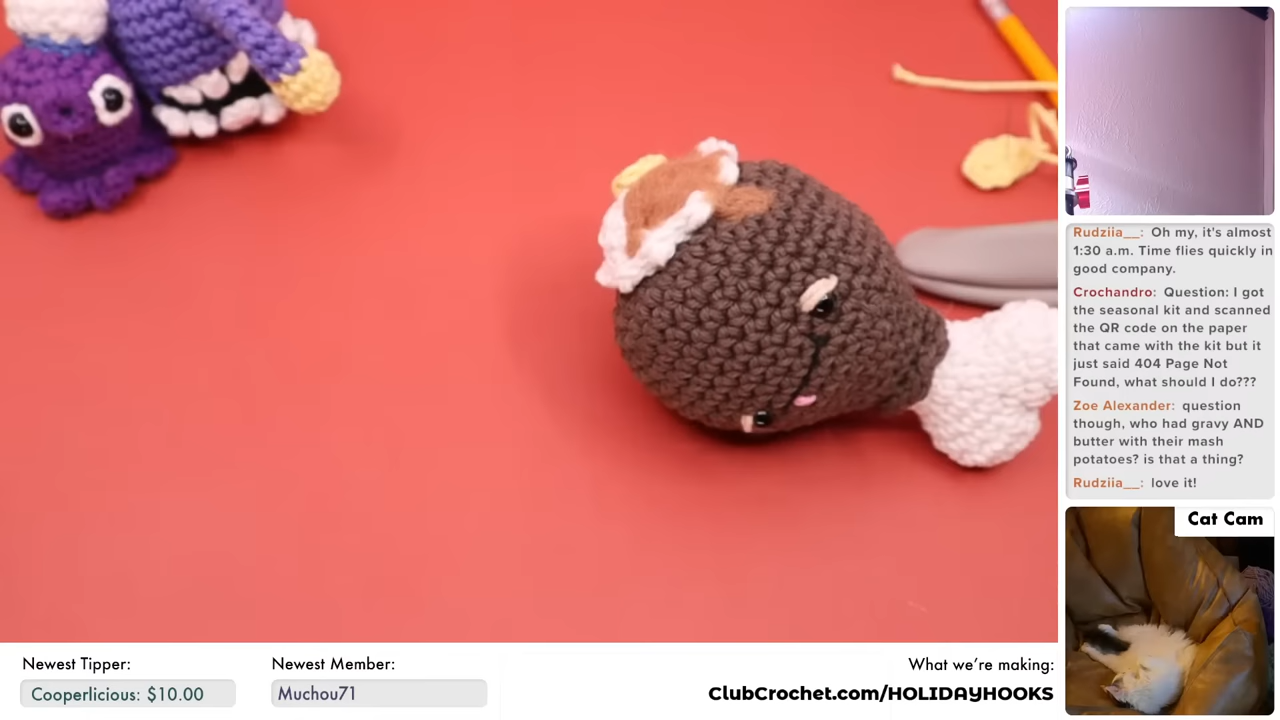 Rudziia__: Oh my, it's almost
1:30 a.m. Time flies quickly in
good company.
Crochandro: Question: I got
the seasonal kit and scanned
the QR code on the paper
that came with the kit but it
just said 404 Page Not
Found, what should I do???
Zoe Alexander: question
though, who had gravy AND
butter with their mash
potatoes? is that a thing?
Rudziia__: love it!
Cat Cam
Newest Tipper:
Cooperlicious: $10.00
Newest Member:
Muchou71
What we're making:
ClubCrochet.com/HOLIDAYHOOKS